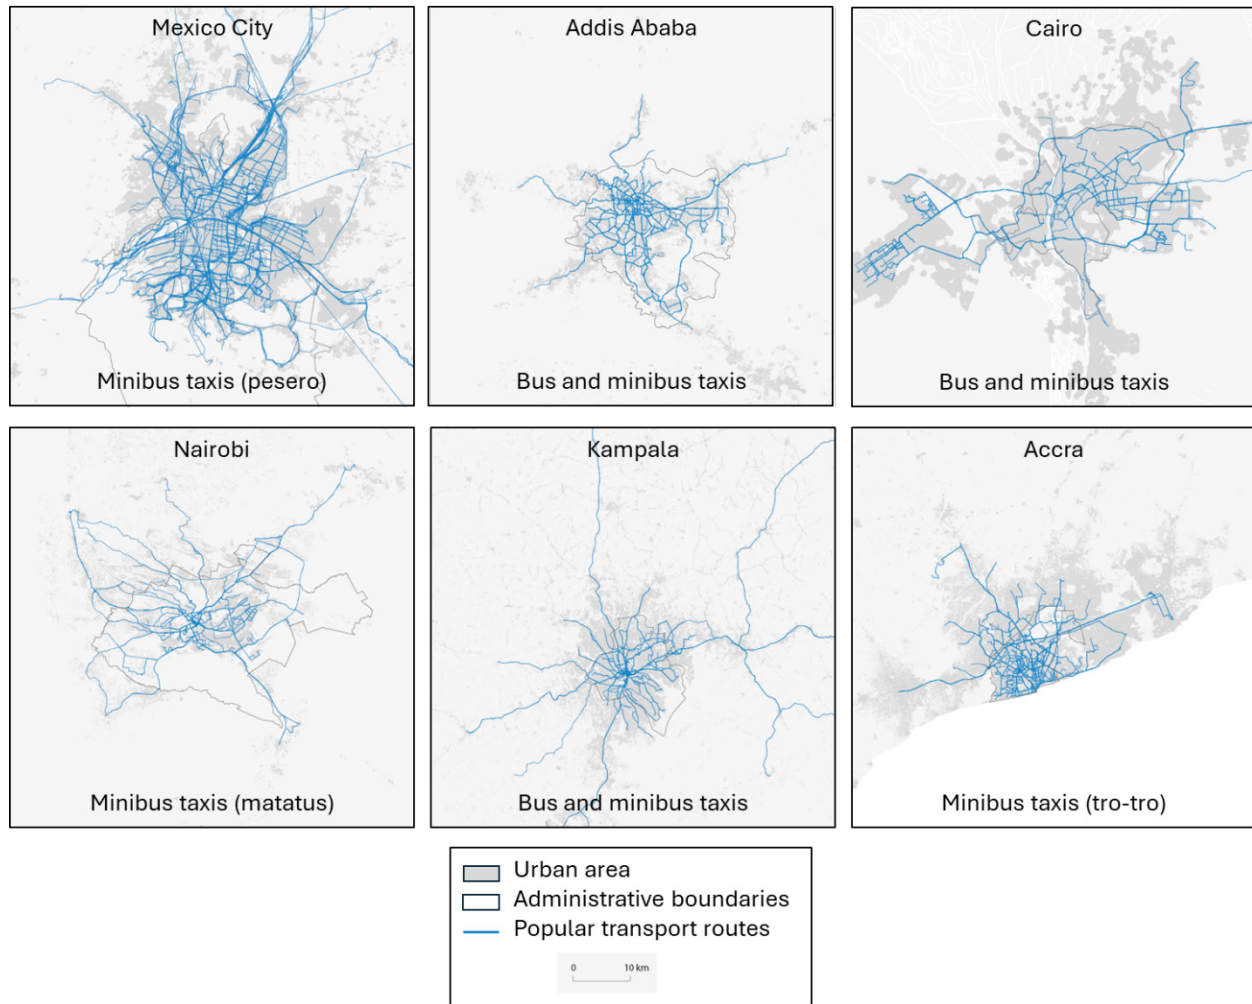 Mexico City
Minibus taxis (pesero)
Addis Ababa
Bus and minibus taxis
Cairo
Bus and minibus taxis
Nairobi
Minibus taxis (matatus)
Kampala
Bus and minibus taxis
Accra
Minibus taxis (tro-tro)
Urban area
Administrative boundaries
Popular transport routes
0 10 km